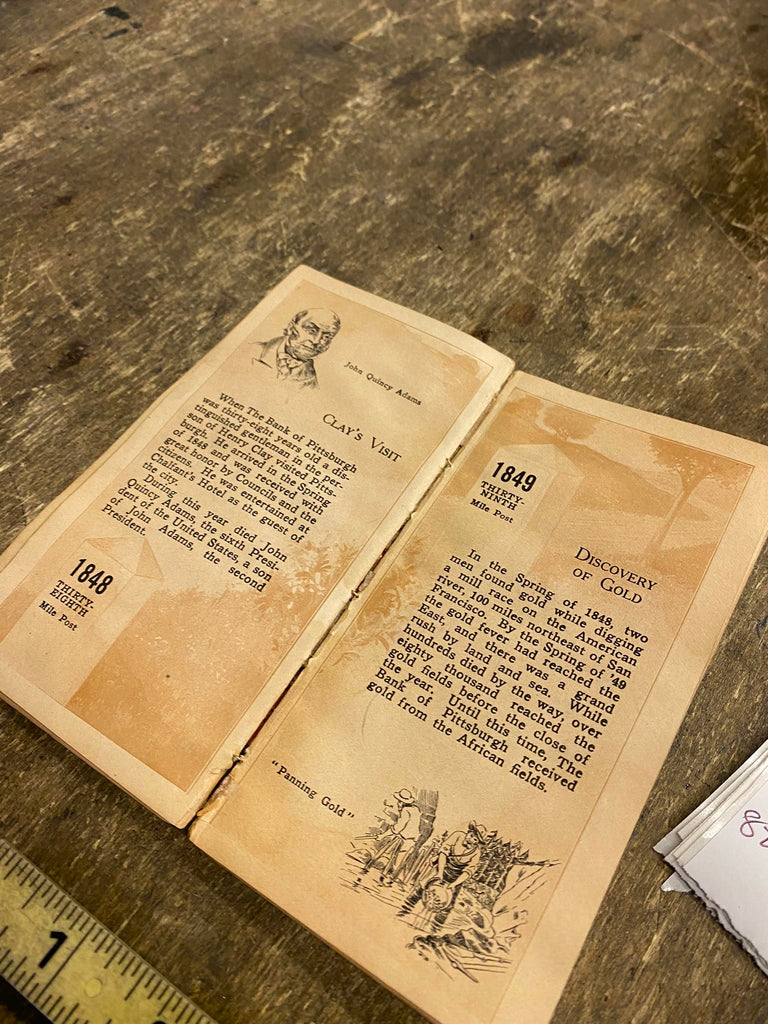 John Quincy Adams
CLAY'S VISIT
When The Bank of Pittsburgh
was thirty-eight years old a dis-
tinguished gentleman in the per-
son of Henry Clay visited Pitts-
burgh. He arrived in the Spring
of 1848 and was received with
great honor by Councils and the
citizens. He was entertained at
Chalfant's Hotel as the guest of
the city.
During this year died John
Quincy Adams, the sixth Presi-
dent of the United States, a son
of John Adams, the second
President.
1848
THIRTY-
EIGHTH
Mile Post
1849
THIRTY-
NINTH
Mile Post
DISCOVERY
OF GOLD
In the Spring of 1848, two
men found gold while digging
a mill race on the American
river, 100 miles northeast of San
Francisco. By the Spring of '49
the gold fever had reached the
East, and there was a grand
rush by land and sea. While
hundreds died by the way, over
eighty thousand reached the
gold fields before the close of
the year. Until this time, The
Bank of Pittsburgh received
gold from the African fields.
"Panning Gold"
1